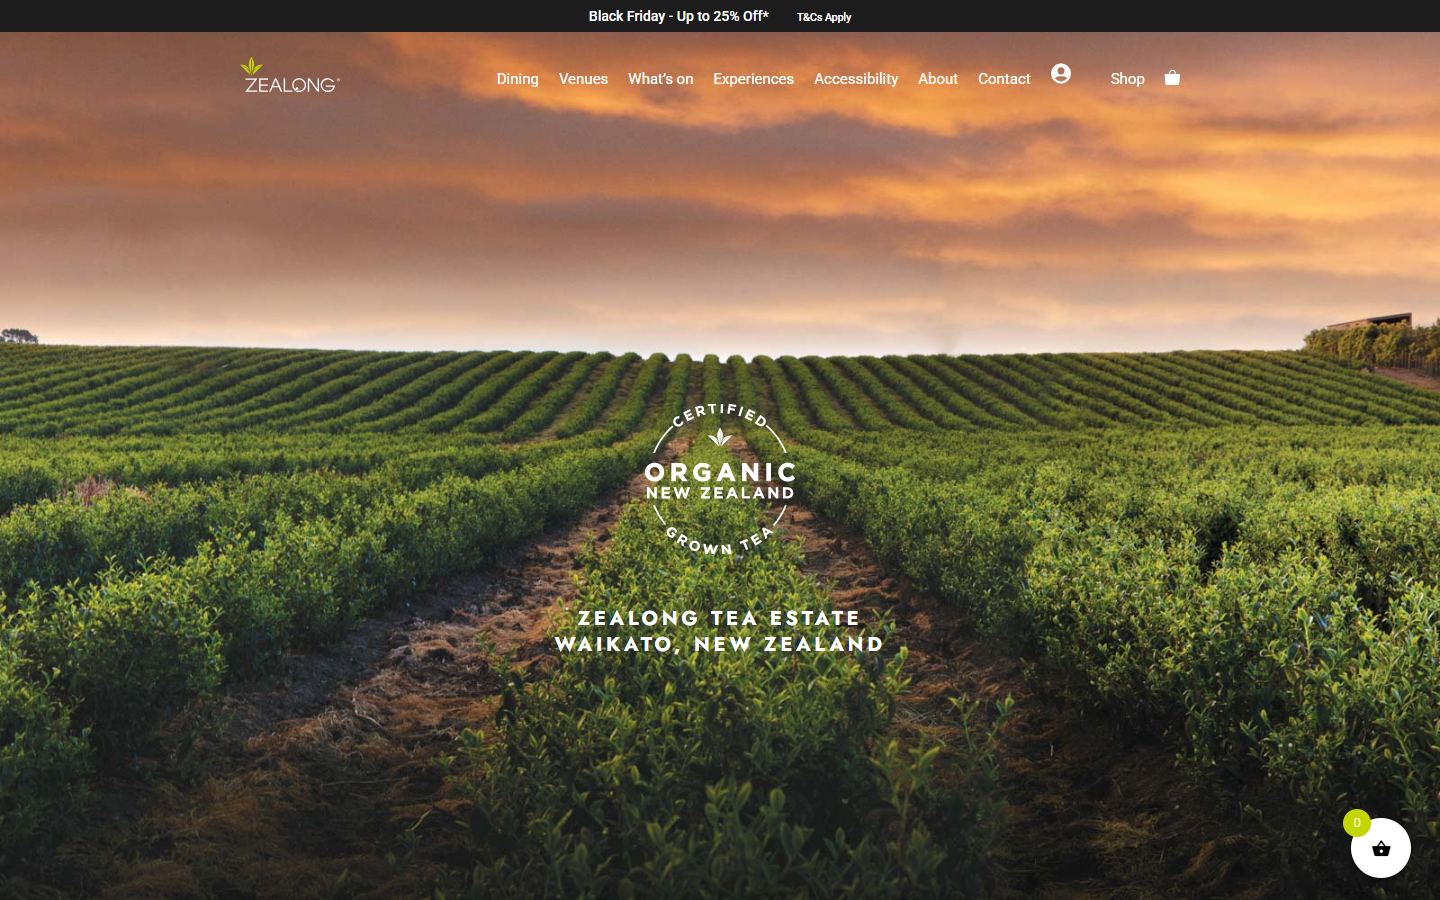 Black Friday - Up to 25% Off* T&Cs Apply
ZEALONG®
Dining Venues What's on Experiences Accessibility About Contact Shop
CERTIFIED
ORGANIC
NEW ZEALAND
GROWN TEA
ZEALONG TEA ESTATE
WAIKATO, NEW ZEALAND
0